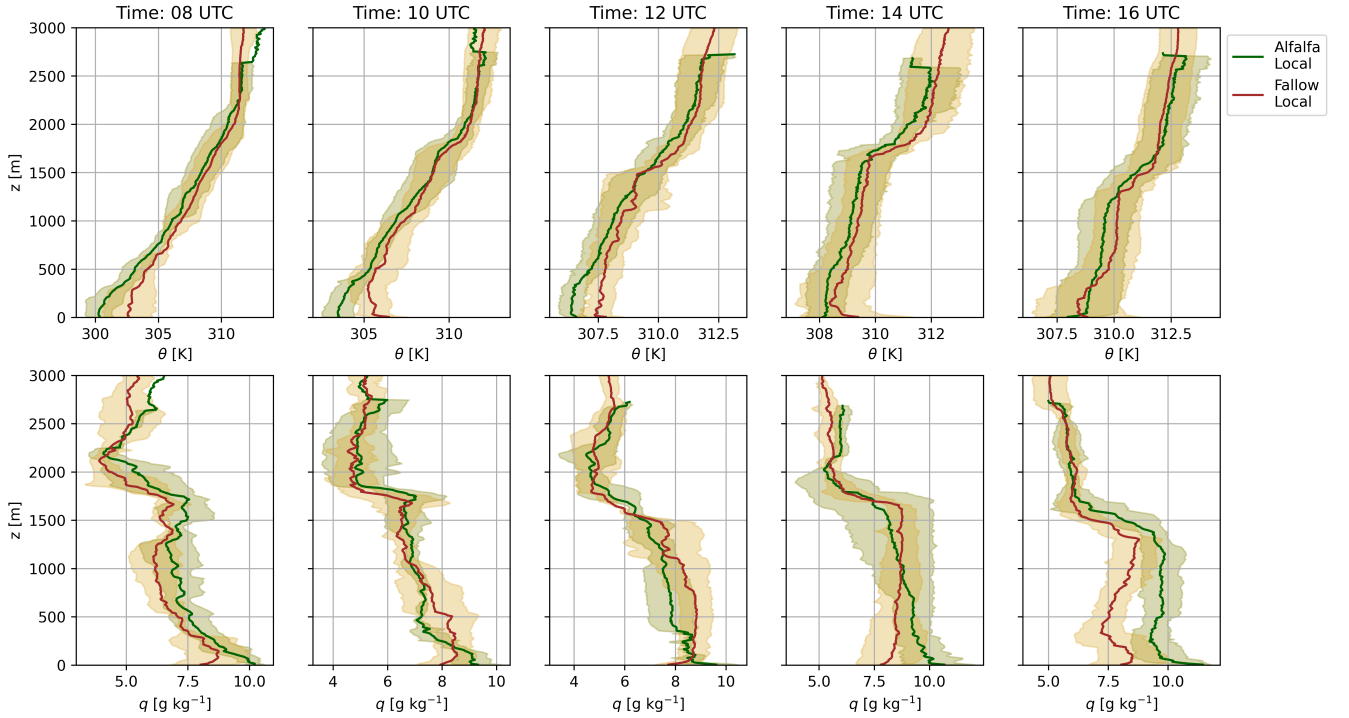 Time: 08 UTC Time: 10 UTC Time: 12 UTC Time: 14 UTC Time: 16 UTC
3000
2500
2000
1500
1000
500
0
z [m]
300 305 310 305 310 307.5 310.0 312.5 308 310 312 307.5 310.0 312.5
θ [K] θ [K] θ [K] θ [K] θ [K]
Alfalfa
Local
Fallow
Local
3000
2500
2000
1500
1000
500
0
z [m]
5.0 7.5 10.0 4 6 8 10 4 6 8 10 5.0 7.5 10.0 5.0 7.5 10.0
q [g kg⁻¹] q [g kg⁻¹] q [g kg⁻¹] q [g kg⁻¹] q [g kg⁻¹]